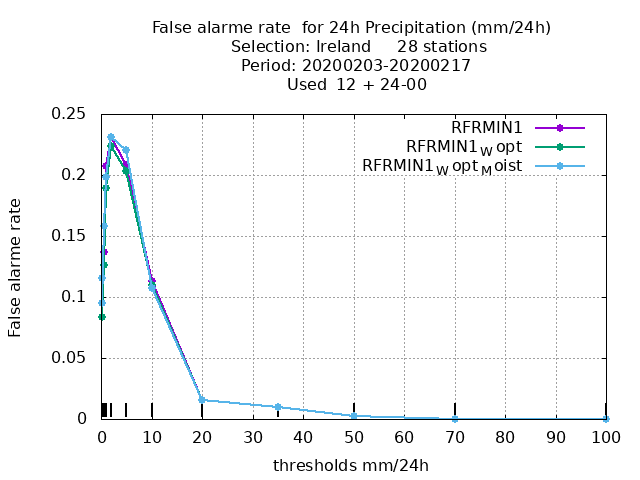 False alarme rate  for 24h Precipitation (mm/24h)
Selection: Ireland     28 stations
Period: 20200203-20200217
Used  12 + 24-00
RFRMIN1
RFRMIN1W opt
RFRMIN1W optM oist
0.25
0.2
0.15
0.1
0.05
0
False alarme rate
0 10 20 30 40 50 60 70 80 90 100
thresholds mm/24h